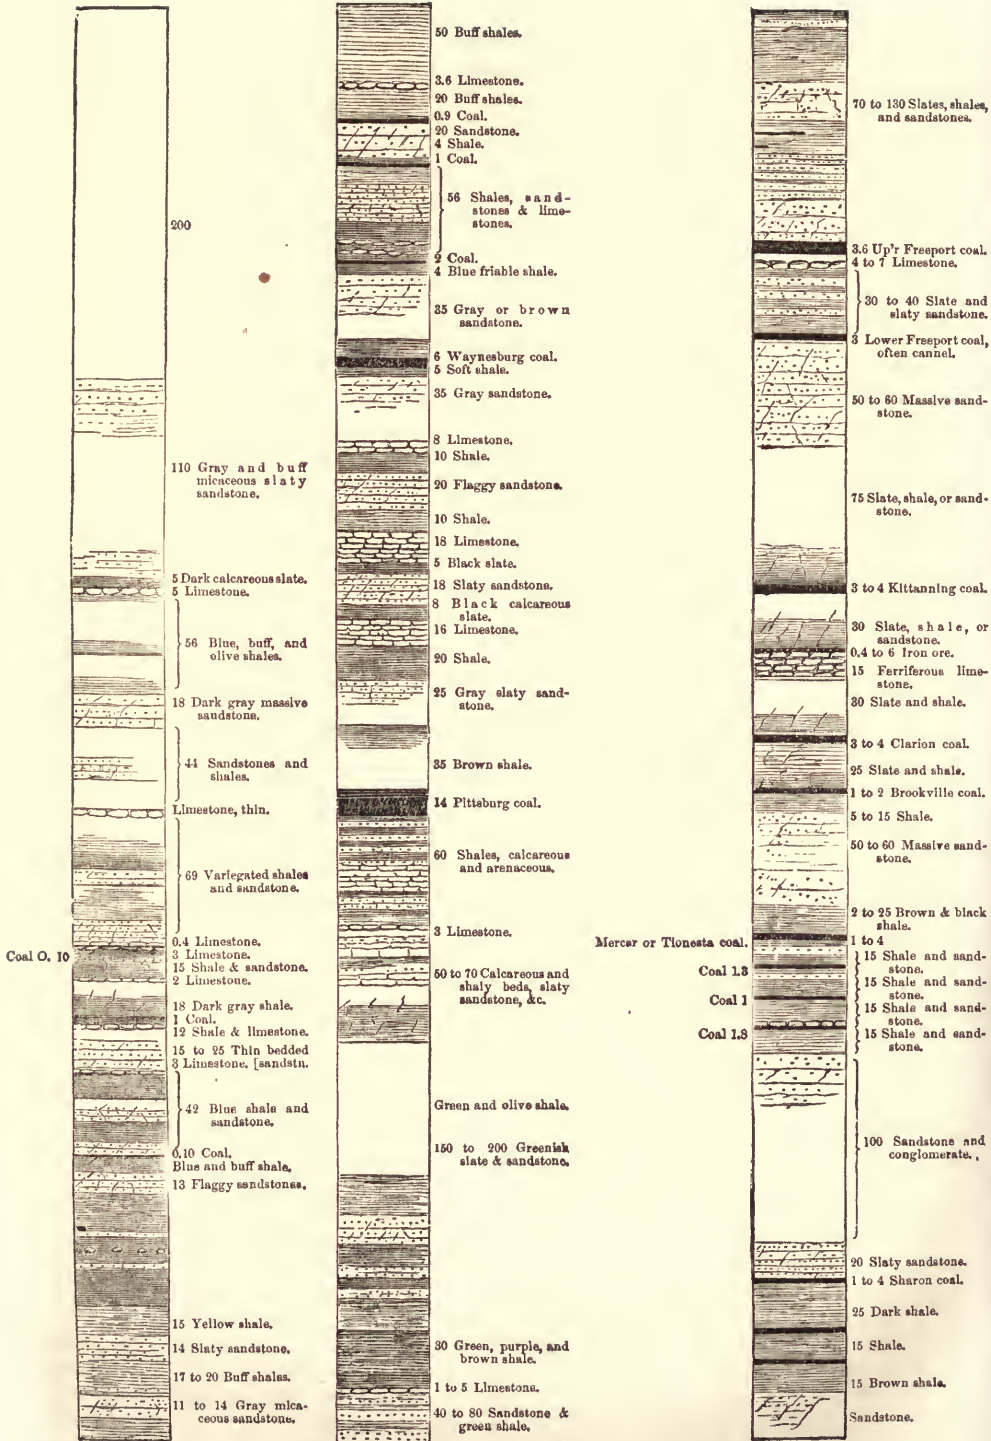 200
110 Gray and buff
micaceous slaty
sandstone.
5 Dark calcareous slate.
5 Limestone.
56 Blue, buff, and
olive shales.
18 Dark gray massive
sandstone.
44 Sandstones and
shales.
Limestone, thin.
69 Variegated shales
and sandstone.
0.4 Limestone.
Coal 0. 10
3 Limestone.
15 Shale & sandstone.
2 Limestone.
18 Dark gray shale.
1 Coal.
12 Shale & limestone.
15 to 25 Thin bedded
3 Limestone. [sandstn.
42 Blue shale and
sandstone.
0.10 Coal.
Blue and buff shale.
13 Flaggy sandstones.
15 Yellow shale.
14 Slaty sandstone.
17 to 20 Buff shales.
11 to 14 Gray mica-
ceous sandstone.
50 Buff shales.
3.6 Limestone.
20 Buff shales.
0.9 Coal.
20 Sandstone.
4 Shale.
1 Coal.
56 Shales, sand-
stones & lime-
stones.
2 Coal.
4 Blue friable shale.
35 Gray or brown
sandstone.
6 Waynesburg coal.
5 Soft shale.
35 Gray sandstone.
8 Limestone.
10 Shale.
20 Flaggy sandstone.
10 Shale.
18 Limestone.
5 Black slate.
18 Slaty sandstone.
8 Black calcareous
slate.
16 Limestone.
20 Shale.
25 Gray slaty sand-
stone.
35 Brown shale.
14 Pittsburg coal.
60 Shales, calcareous
and arenaceous.
3 Limestone.
50 to 70 Calcareous and
shaly beds, slaty
sandstone, &c.
Green and olive shale.
150 to 200 Greenish
slate & sandstone.
30 Green, purple, and
brown shale.
1 to 5 Limestone.
40 to 80 Sandstone &
green shale.
70 to 130 Slates, shales,
and sandstones.
3.6 Up'r Freeport coal.
4 to 7 Limestone.
30 to 40 Slate and
slaty sandstone.
3 Lower Freeport coal,
often cannel.
50 to 60 Massive sand-
stone.
75 Slate, shale, or sand-
stone.
3 to 4 Kittanning coal.
30 Slate, shale, or
sandstone.
0.4 to 6 Iron ore.
15 Ferriferous lime-
stone.
30 Slate and shale.
3 to 4 Clarion coal.
25 Slate and shale.
1 to 2 Brookville coal.
5 to 15 Shale.
50 to 60 Massive sand-
stone.
2 to 25 Brown & black
shale.
Mercer or Tionesta coal.
1 to 4
15 Shale and sand-
stone.
Coal 1.3
15 Shale and sand-
stone.
Coal 1
15 Shale and sand-
stone.
Coal 1.8
15 Shale and sand-
stone.
100 Sandstone and
conglomerate.
20 Slaty sandstone.
1 to 4 Sharon coal.
25 Dark shale.
15 Shale.
15 Brown shale.
Sandstone.